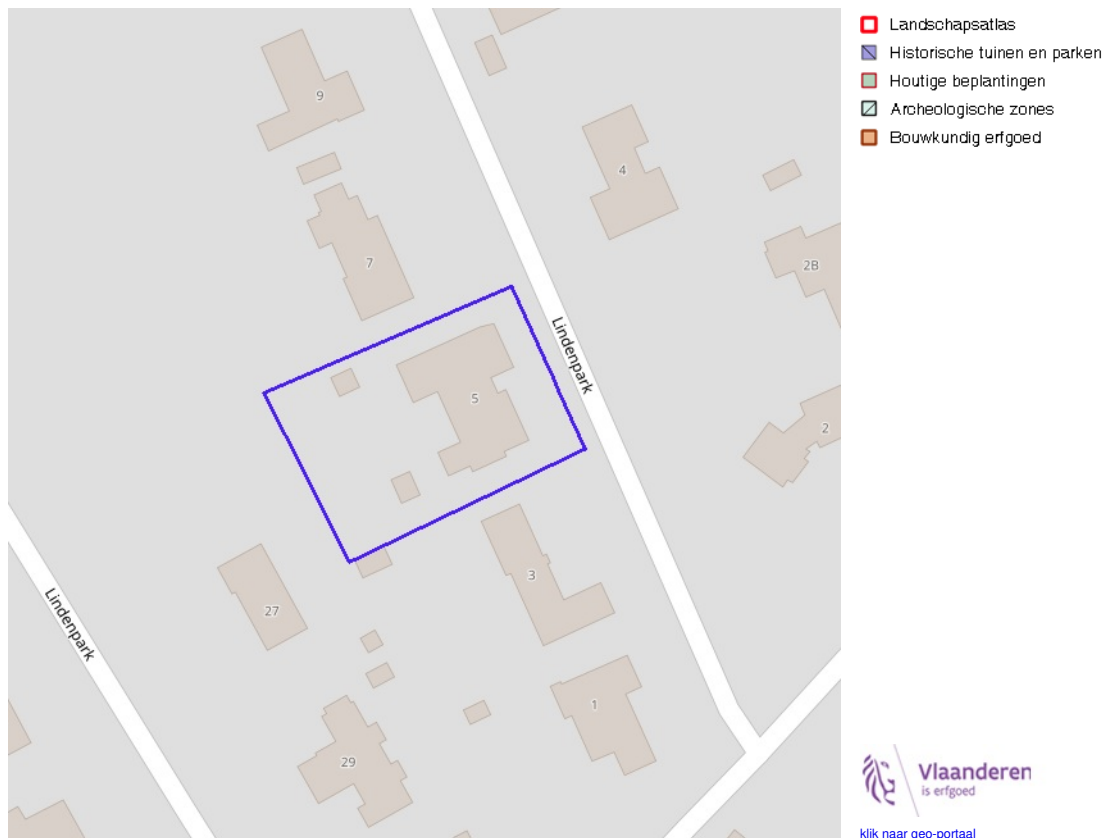 9
7
4
2B
Lindenpark
5
2
3
27
Lindenpark
1
29
Landschapsatlas
Historische tuinen en parken
Houtige beplantingen
Archeologische zones
Bouwkundig erfgoed
Vlaanderen
is erfgoed
klik naar geo-portaal